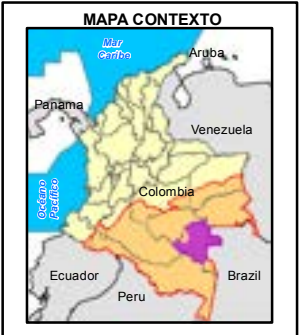 MAPA CONTEXTO
Mar
Caribe
Aruba
Panama
Venezuela
Océano
Pacífico
Colombia
Ecuador
Brazil
Peru